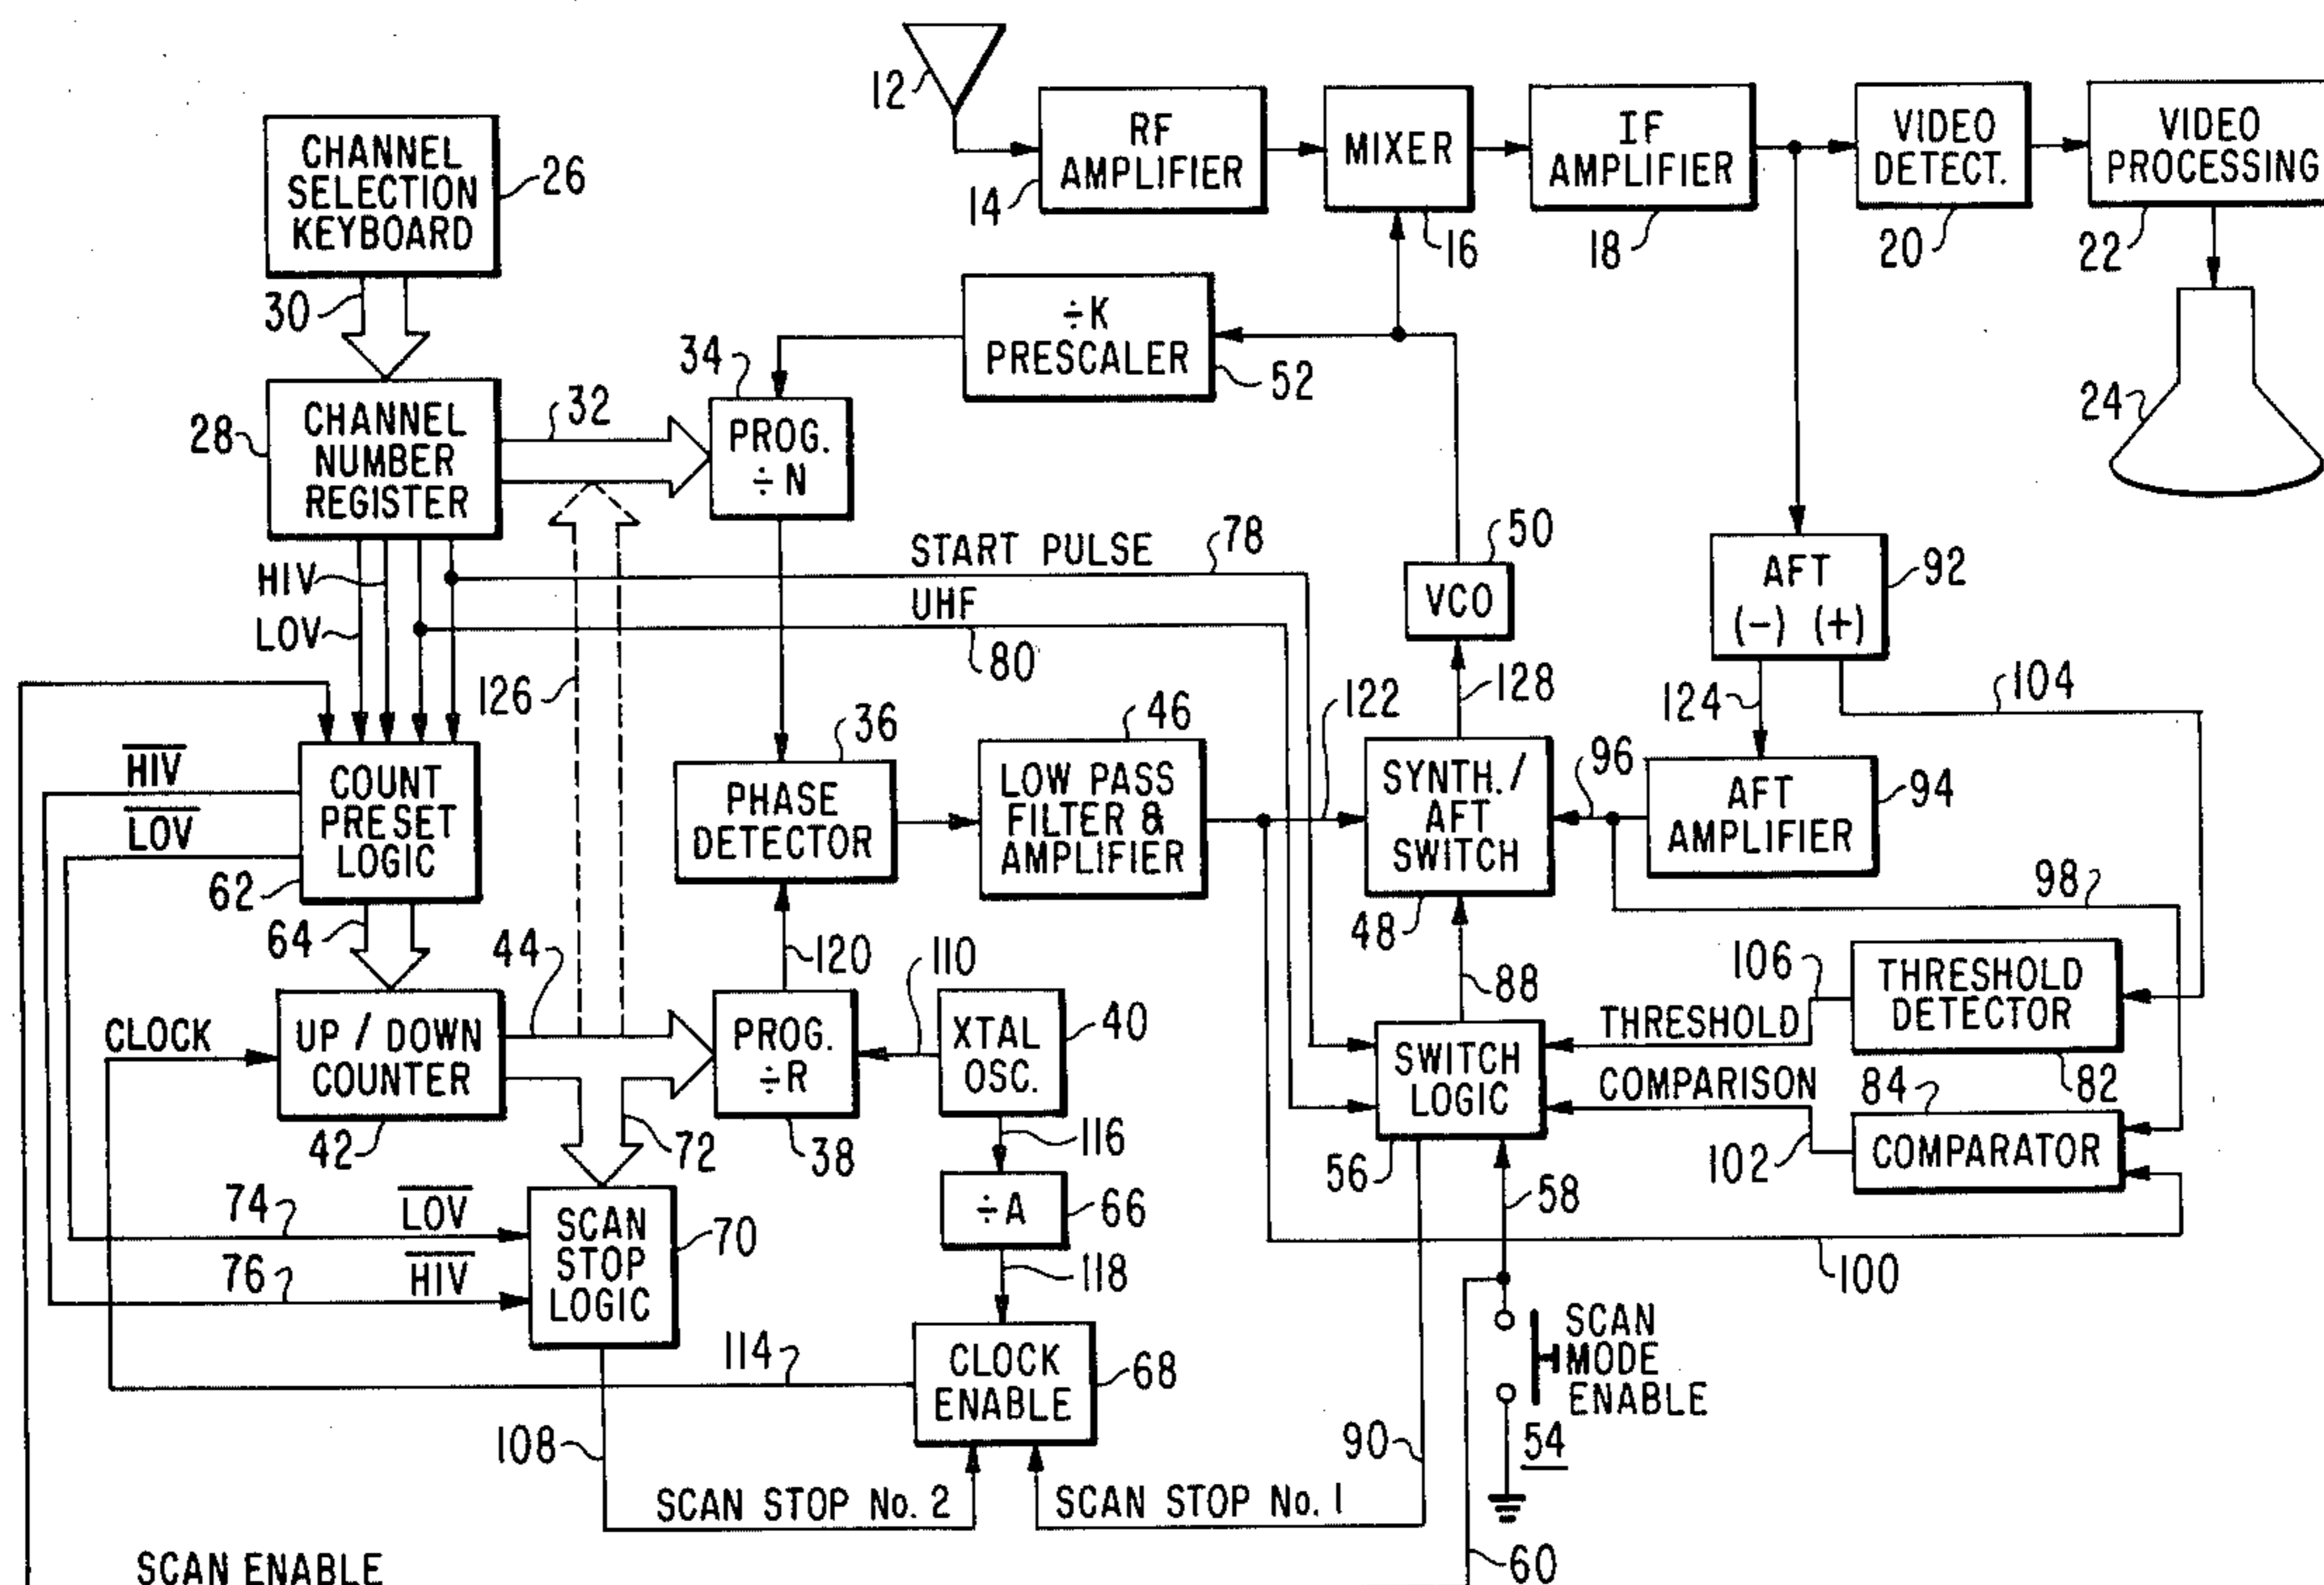 12
RF
AMPLIFIER
14
MIXER
16
IF
AMPLIFIER
18
VIDEO
DETECT.
20
VIDEO
PROCESSING
22
24
CHANNEL
SELECTION
KEYBOARD
26
30
÷K
PRESCALER
52
34
PROG.
÷N
32
28
CHANNEL
NUMBER
REGISTER
HIV
LOV
START PULSE
78
UHF
80
50
VCO
128
AFT
(-) (+)
92
124
104
126
HIV
LOV
COUNT
PRESET
LOGIC
62
64
36
PHASE
DETECTOR
46
LOW PASS
FILTER &
AMPLIFIER
122
SYNTH./
AFT
SWITCH
48
96
AFT
AMPLIFIER
94
98
44
120
110
88
106
THRESHOLD
DETECTOR
82
CLOCK
UP / DOWN
COUNTER
42
72
PROG.
÷R
38
XTAL
OSC.
40
116
THRESHOLD
SWITCH
LOGIC
56
COMPARISON
84
102
COMPARATOR
58
100
74
LOV
76
HIV
SCAN
STOP
LOGIC
70
÷A
66
118
114
CLOCK
ENABLE
68
SCAN
MODE
ENABLE
54
108
90
SCAN STOP No. 2
SCAN STOP No. 1
60
SCAN ENABLE